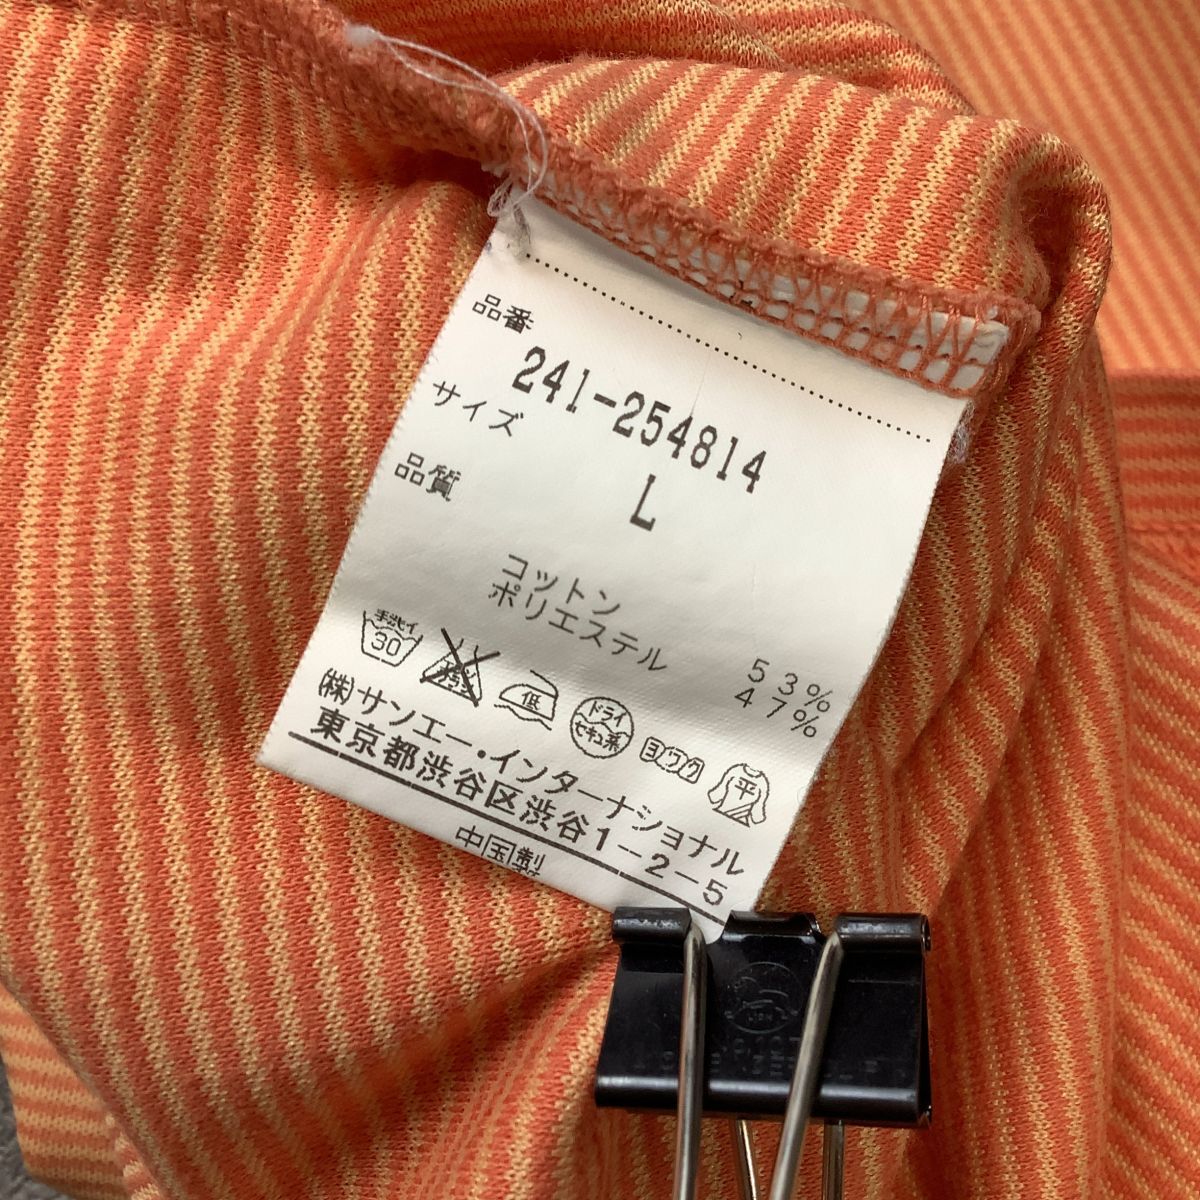 品番
241-254814
サイズ
L
品質
コットン 53%
ポリエステル 47%
手洗イ 30 低 ドライ セキユ系 ヨワク 平
(株)サンエー・インターナショナル
東京都渋谷区渋谷1-2-5
中国製
LION